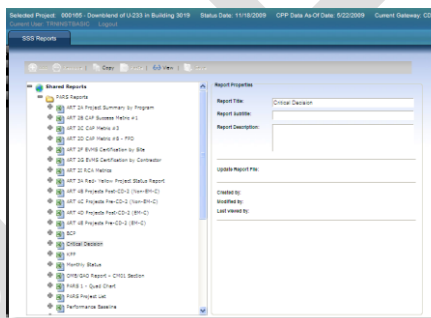 Selected Project: 000165 - Downblend of U-233 in Building 3019 Status Date: 11/18/2009 CPP Data As Of Date: 5/22/2009 Current Gateway: CD
Current User: TRNINGTBASIC Logout
SSS Reports
Copy View
Shared Reports
PARS Reports
ART 2A Project Summary by Program
ART 2B CAP Success Metric #1
ART 2C CAP Metric #3
ART 2D CAP Metric #8 - FPD
ART 2F EVMS Certification by Site
ART 2G EVMS Certification by Contractor
ART 2I RCA Metrics
ART 3A Red- Yellow Project Status Report
ART 4B Projects Post-CD-2 (Non-EM-C)
ART 4C Projects Pre-CD-2 (Non-EM-C)
ART 4D Projects Post-CD-2 (EM-C)
ART 4E Projects Pre-CD-2 (EM-C)
BCP
Critical Decision
KPP
Monthly Status
OMB/GAO Report - CM01 Section
PARS 1 - Quad Chart
PARS Project List
Performance Baseline
Report Properties
Report Title: Critical Decision
Report Subtitle:
Report Description:
Update Report File:
Created by:
Modified by:
Last viewed by: